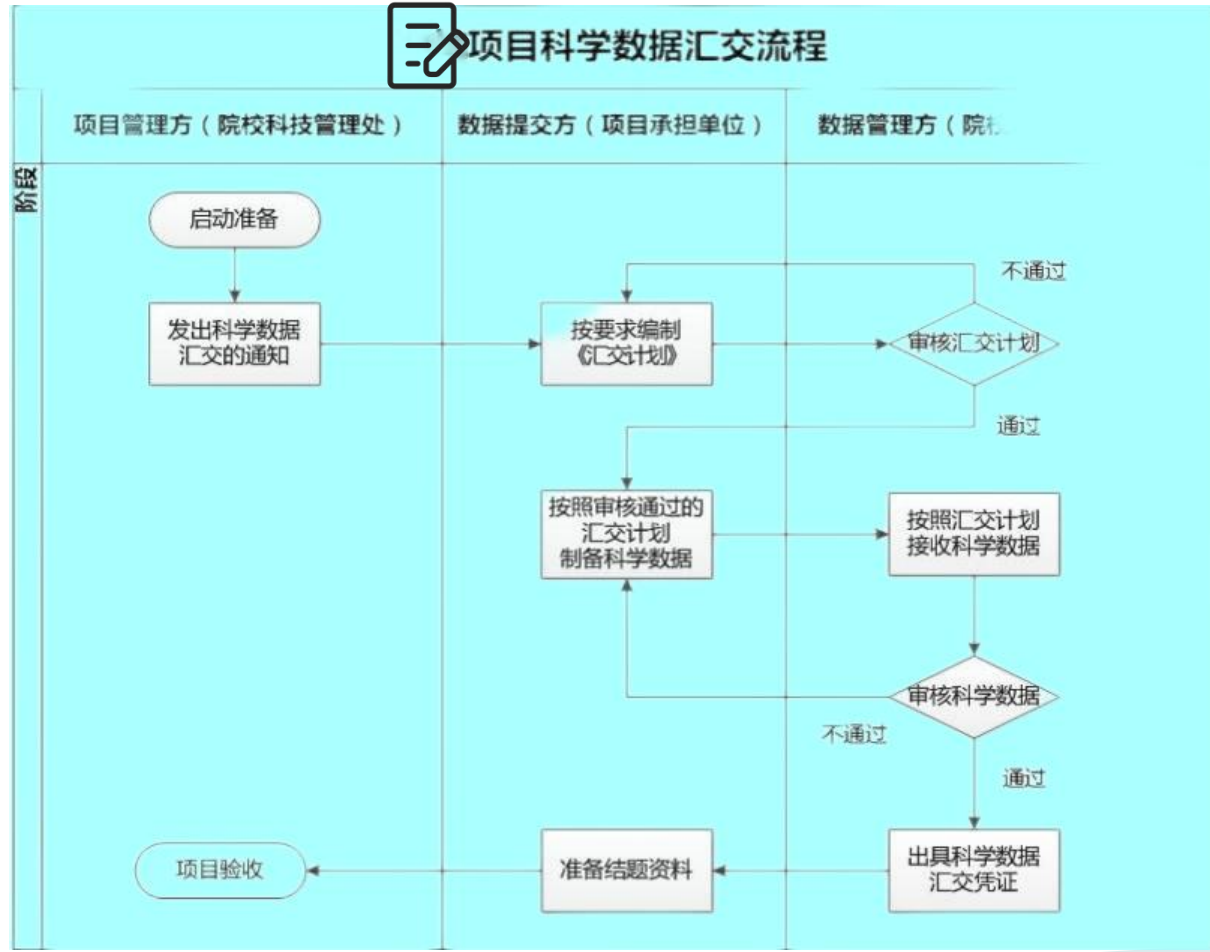 项目科学数据汇交流程
项目管理方（院校科技管理处）
数据提交方（项目承担单位）
数据管理方（院校
阶段
启动准备
不通过
发出科学数据
汇交的通知
按要求编制
《汇交计划》
审核汇交计划
通过
按照审核通过的
汇交计划
制备科学数据
按照汇交计划
接收科学数据
审核科学数据
不通过
通过
项目验收
准备结题资料
出具科学数据
汇交凭证